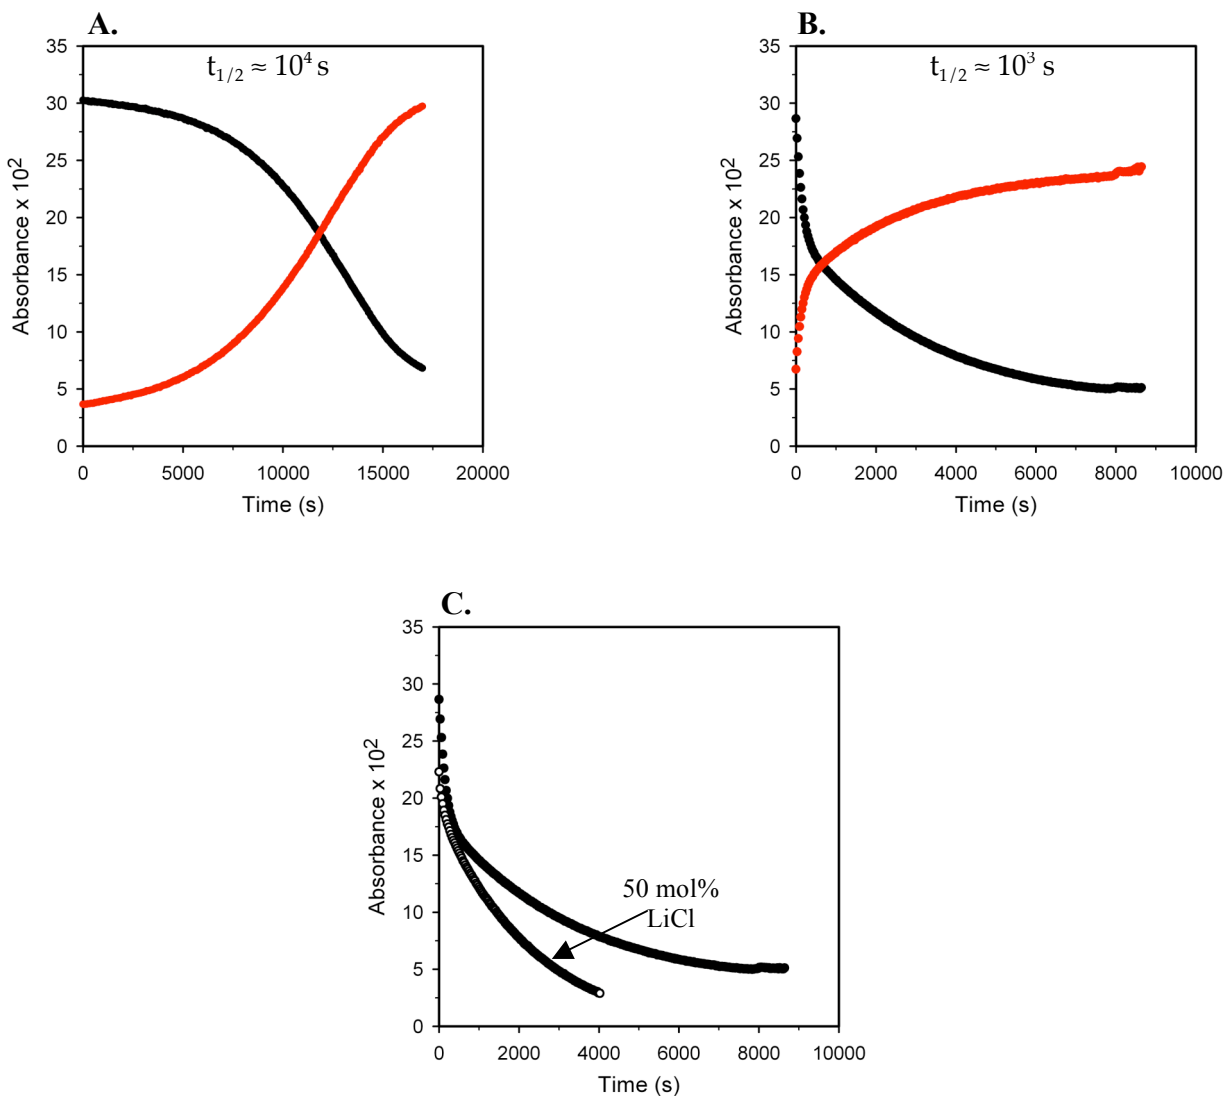 A.
t₁/₂ ≈ 10⁴ s
35
30
25
20
15
10
5
0
Absorbance x 10²
0 5000 10000 15000 20000
Time (s)
B.
t₁/₂ ≈ 10³ s
35
30
25
20
15
10
5
0
Absorbance x 10²
0 2000 4000 6000 8000 10000
Time (s)
C.
35
30
25
20
15
10
5
0
Absorbance x 10²
50 mol%
LiCl
0 2000 4000 6000 8000 10000
Time (s)